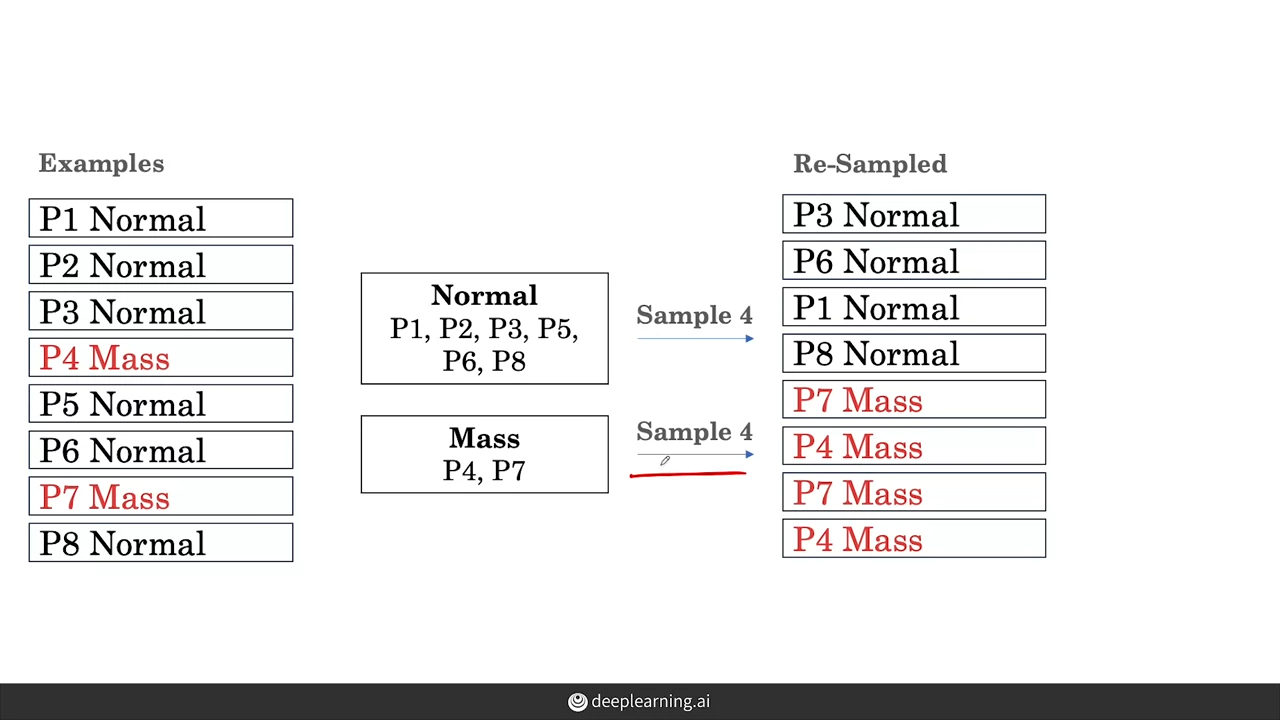 Examples
P1 Normal
P2 Normal
P3 Normal
P4 Mass
P5 Normal
P6 Normal
P7 Mass
P8 Normal
Normal
P1, P2, P3, P5,
P6, P8
Mass
P4, P7
Sample 4
Sample 4
Re-Sampled
P3 Normal
P6 Normal
P1 Normal
P8 Normal
P7 Mass
P4 Mass
P7 Mass
P4 Mass
deeplearning.ai